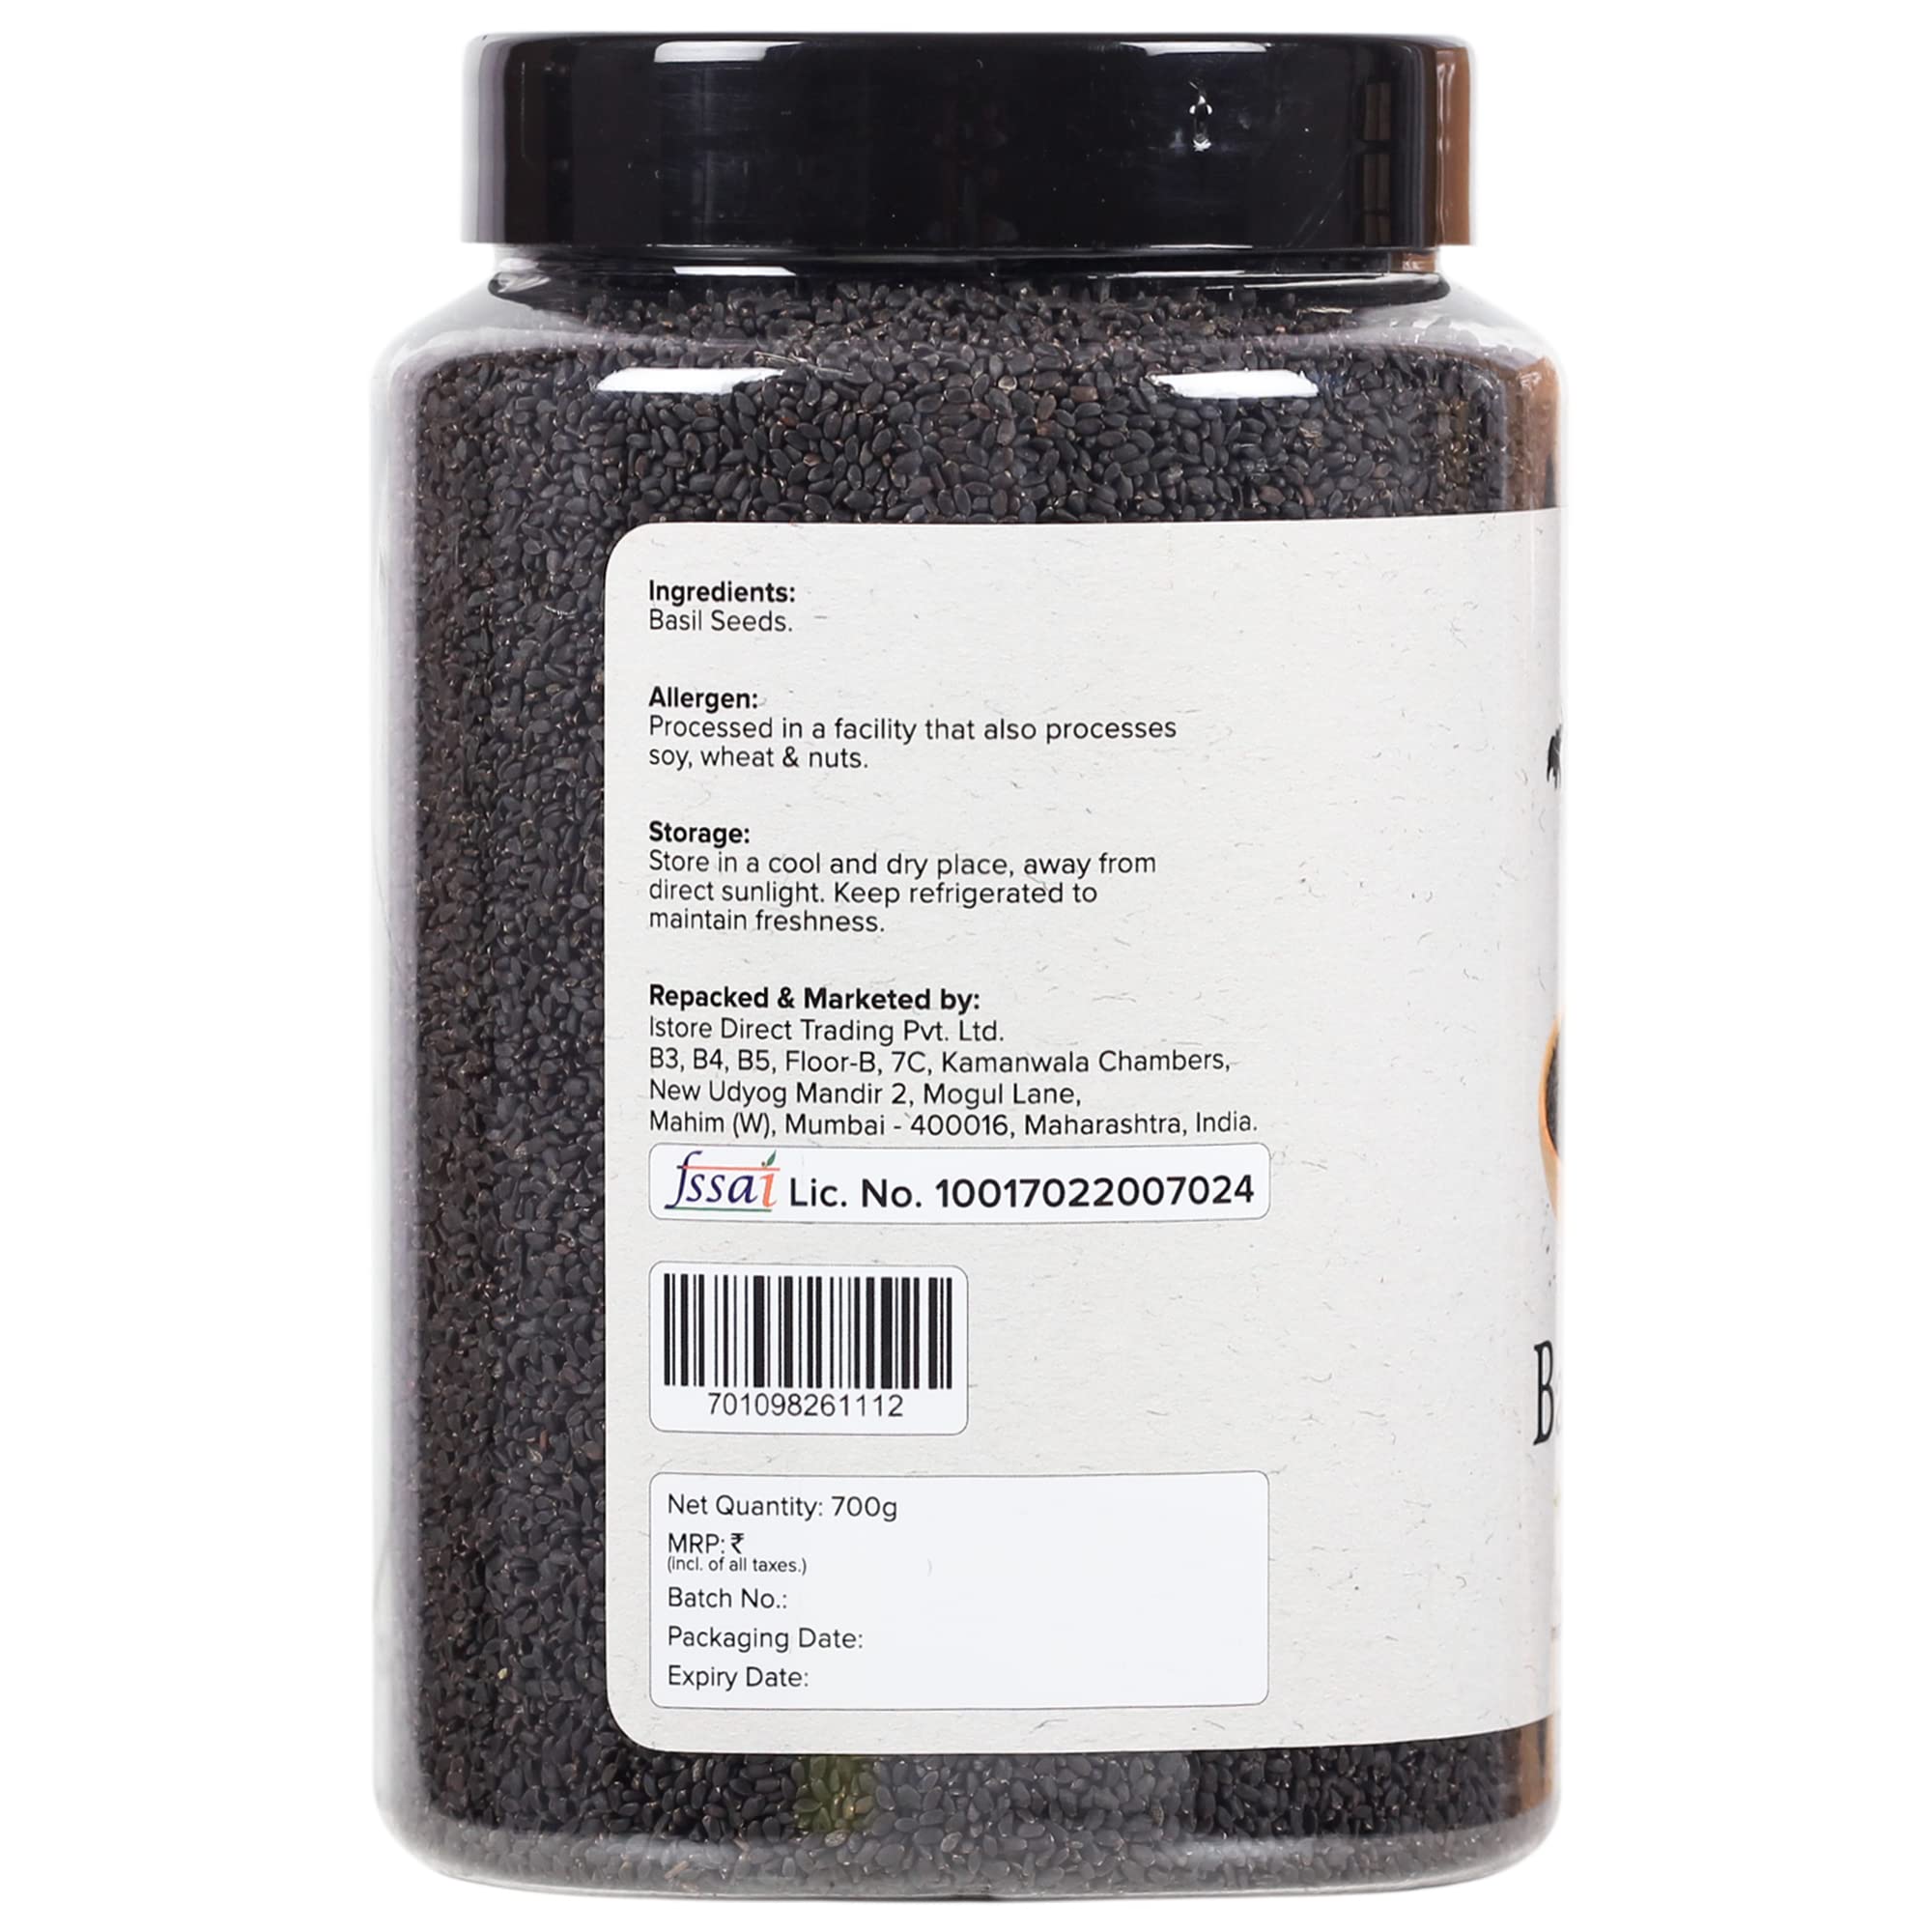 Ingredients:
Basil Seeds.
Allergen:
Processed in a facility that also processes
soy, wheat & nuts.
Storage:
Store in a cool and dry place, away from
direct sunlight. Keep refrigerated to
maintain freshness.
Repacked & Marketed by:
Istore Direct Trading Pvt. Ltd.
B3, B4, B5, Floor-B, 7C, Kamanwala Chambers,
New Udyog Mandir 2, Mogul Lane,
Mahim (W), Mumbai - 400016, Maharashtra, India.
fssai Lic. No. 10017022007024
701098261112
Net Quantity: 700g
MRP: ₹
(incl. of all taxes.)
Batch No.:
Packaging Date:
Expiry Date: